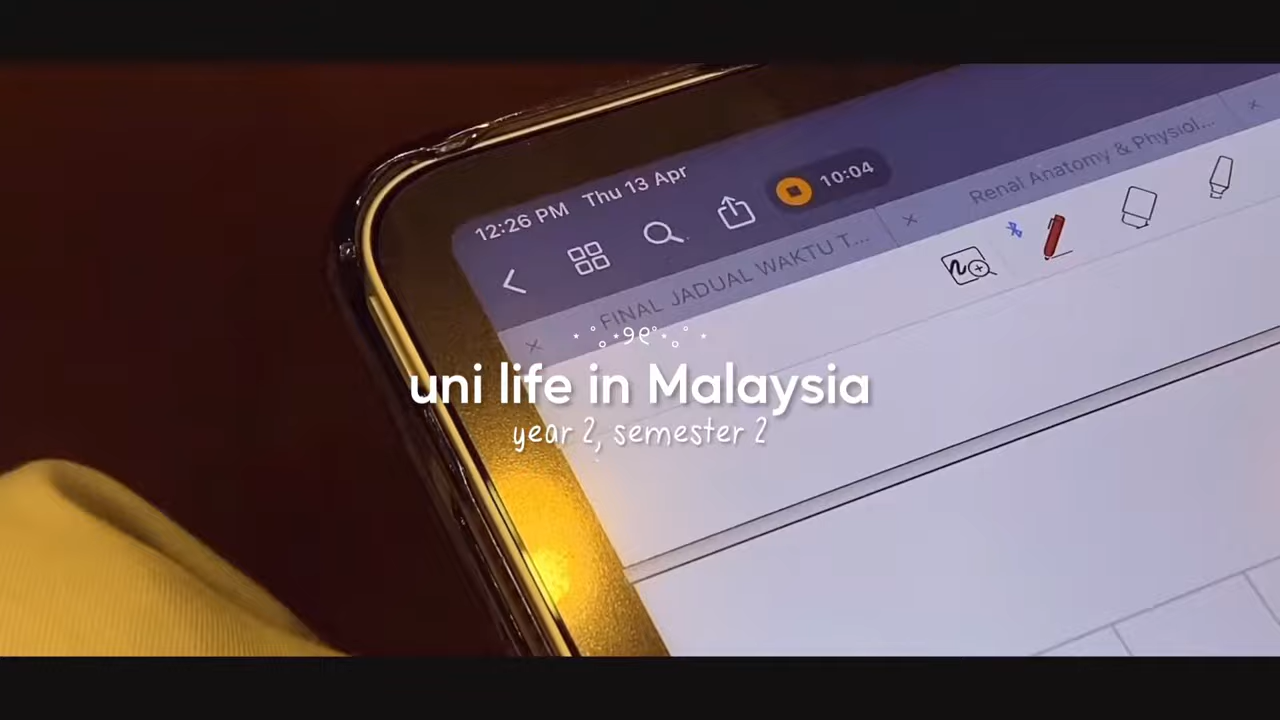 12:26 PM Thu 13 Apr
10:04
FINAL JADUAL WAKTU T...
Renal Anatomy & Physiol...
⋆ ˚｡⋆୨୧˚⋆｡˚ ⋆
uni life in Malaysia
year 2, semester 2